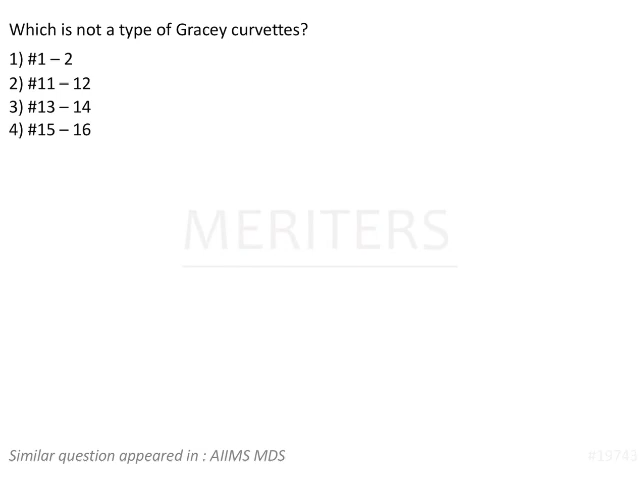 Which is not a type of Gracey curvettes?
1) #1 – 2
2) #11 – 12
3) #13 – 14
4) #15 – 16
MERITERS
Similar question appeared in : AIIMS MDS
#19743